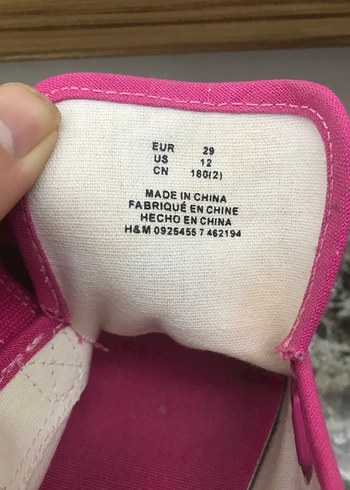 EUR 29
US 12
CN 180(2)
MADE IN CHINA
FABRIQUÉ EN CHINE
HECHO EN CHINA
H&M 0925455 7 462194